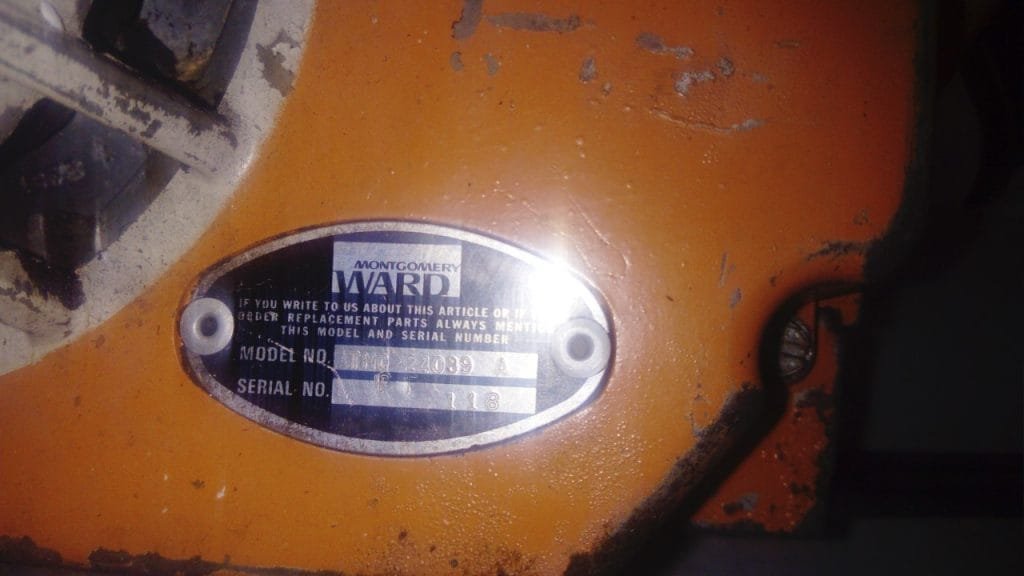 MONTGOMERY
WARD
IF YOU WRITE TO US ABOUT THIS ARTICLE OR IF
ORDER REPLACEMENT PARTS ALWAYS
THIS MODEL AND SERIAL NUMBER
MODEL NO. 24089 A
SERIAL NO. 118